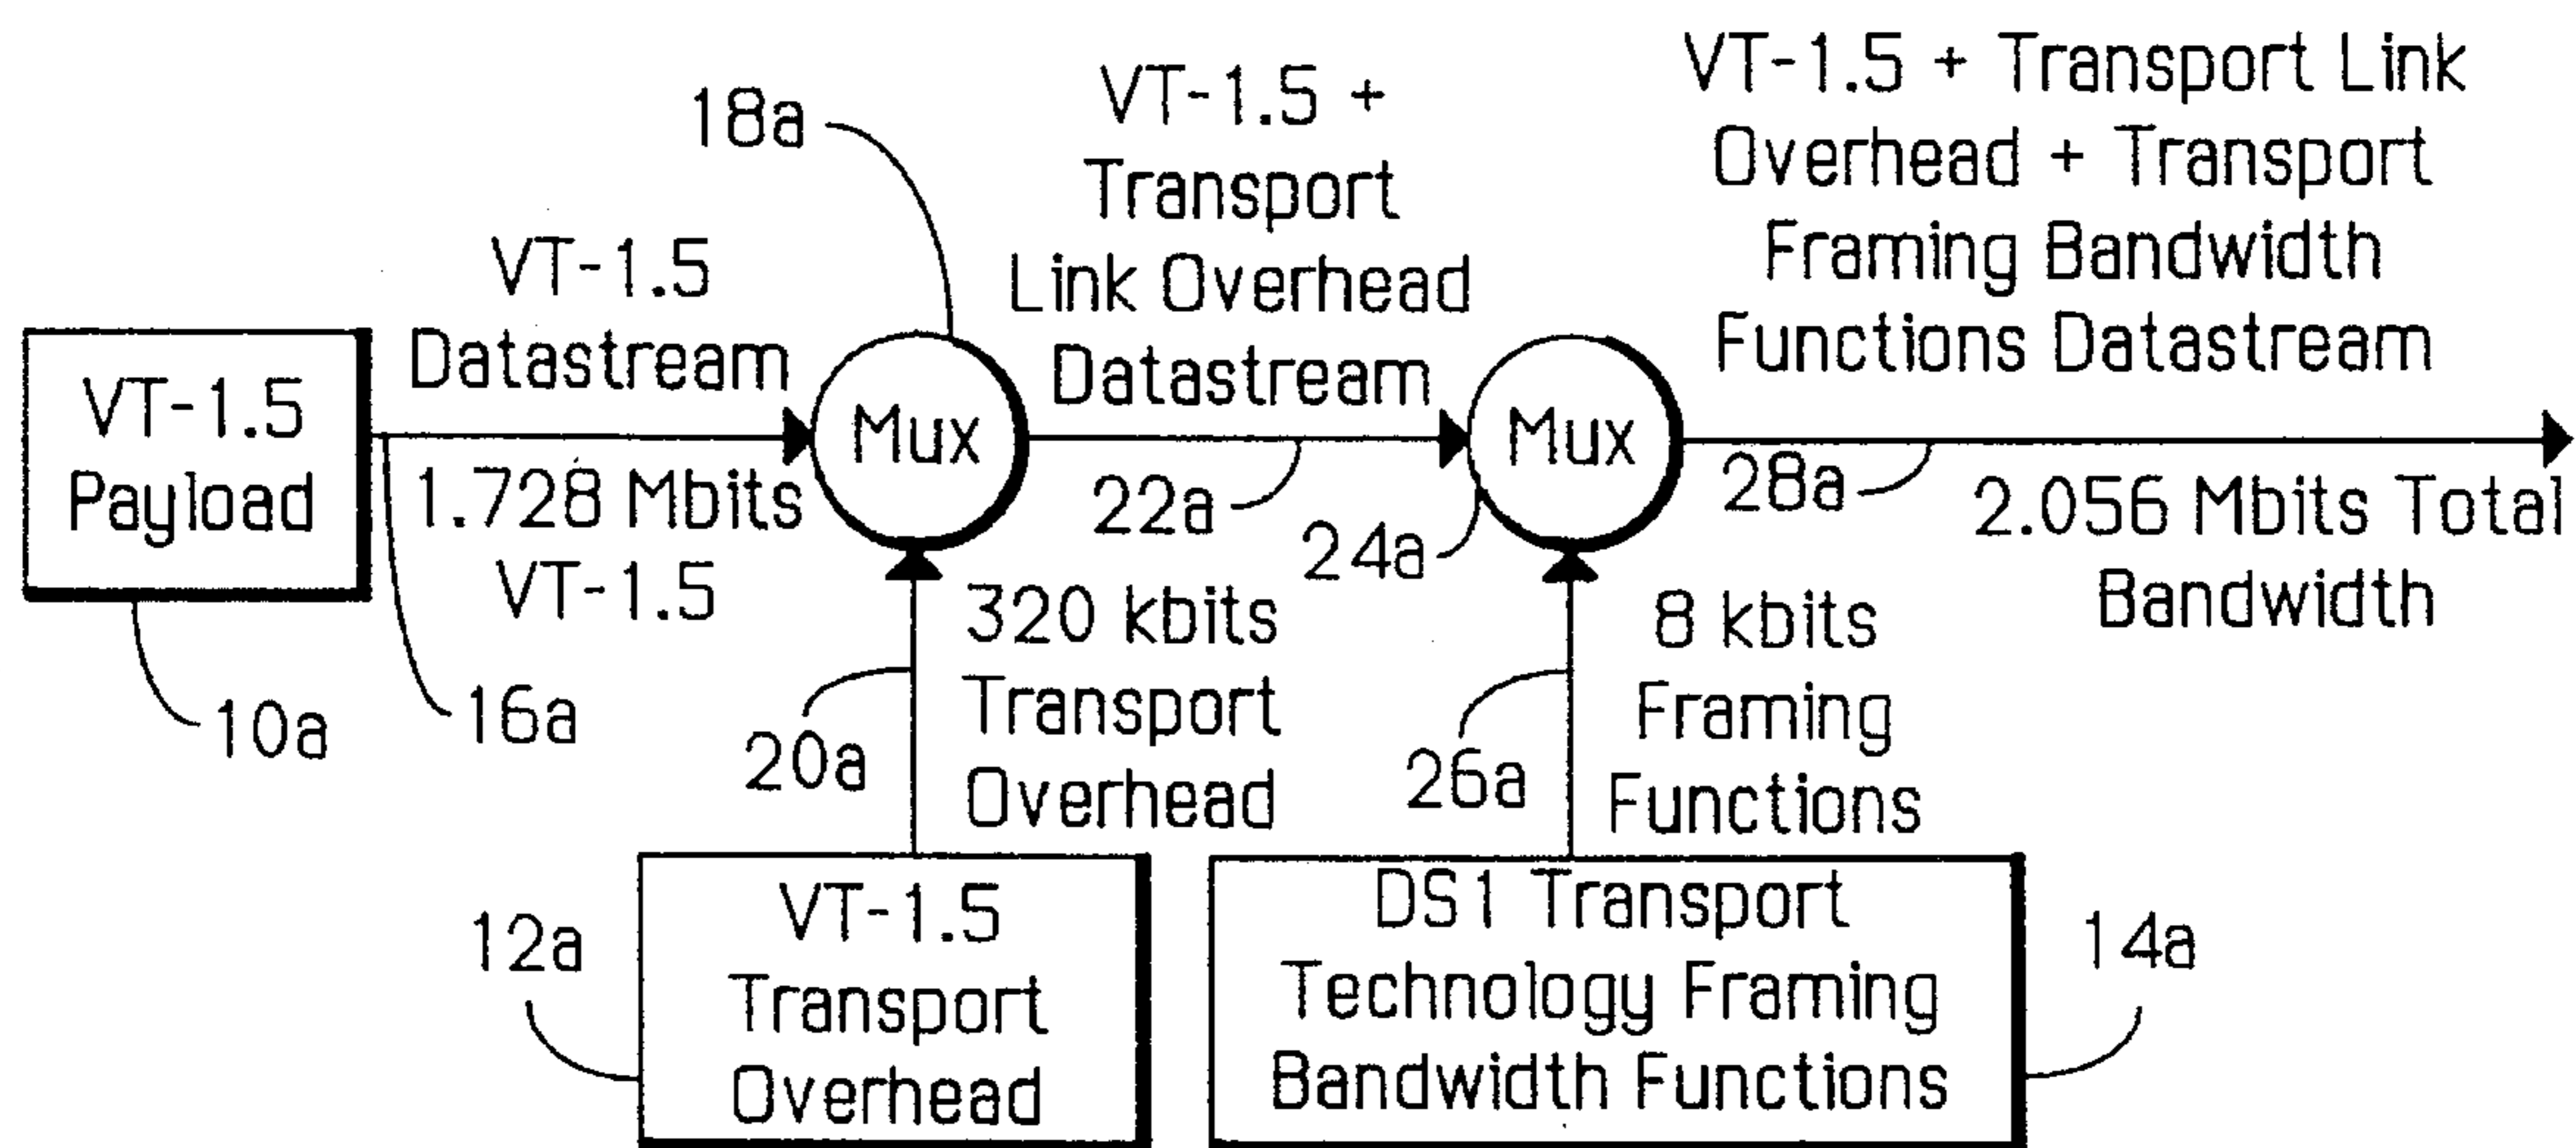 VT-1.5
Payload
10a
VT-1.5
Datastream
1.728 Mbits
VT-1.5
16a
18a
Mux
VT-1.5 +
Transport
Link Overhead
Datastream
22a
24a
Mux
VT-1.5 + Transport Link
Overhead + Transport
Framing Bandwidth
Functions Datastream
28a
2.056 Mbits Total
Bandwidth
20a
320 kbits
Transport
Overhead
26a
8 kbits
Framing
Functions
12a
VT-1.5
Transport
Overhead
DS1 Transport
Technology Framing
Bandwidth Functions
14a